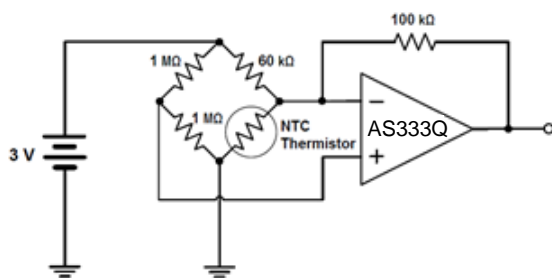 100 kΩ
1 MΩ
60 kΩ
1 MΩ
NTC
Thermistor
−
AS333Q
+
3 V